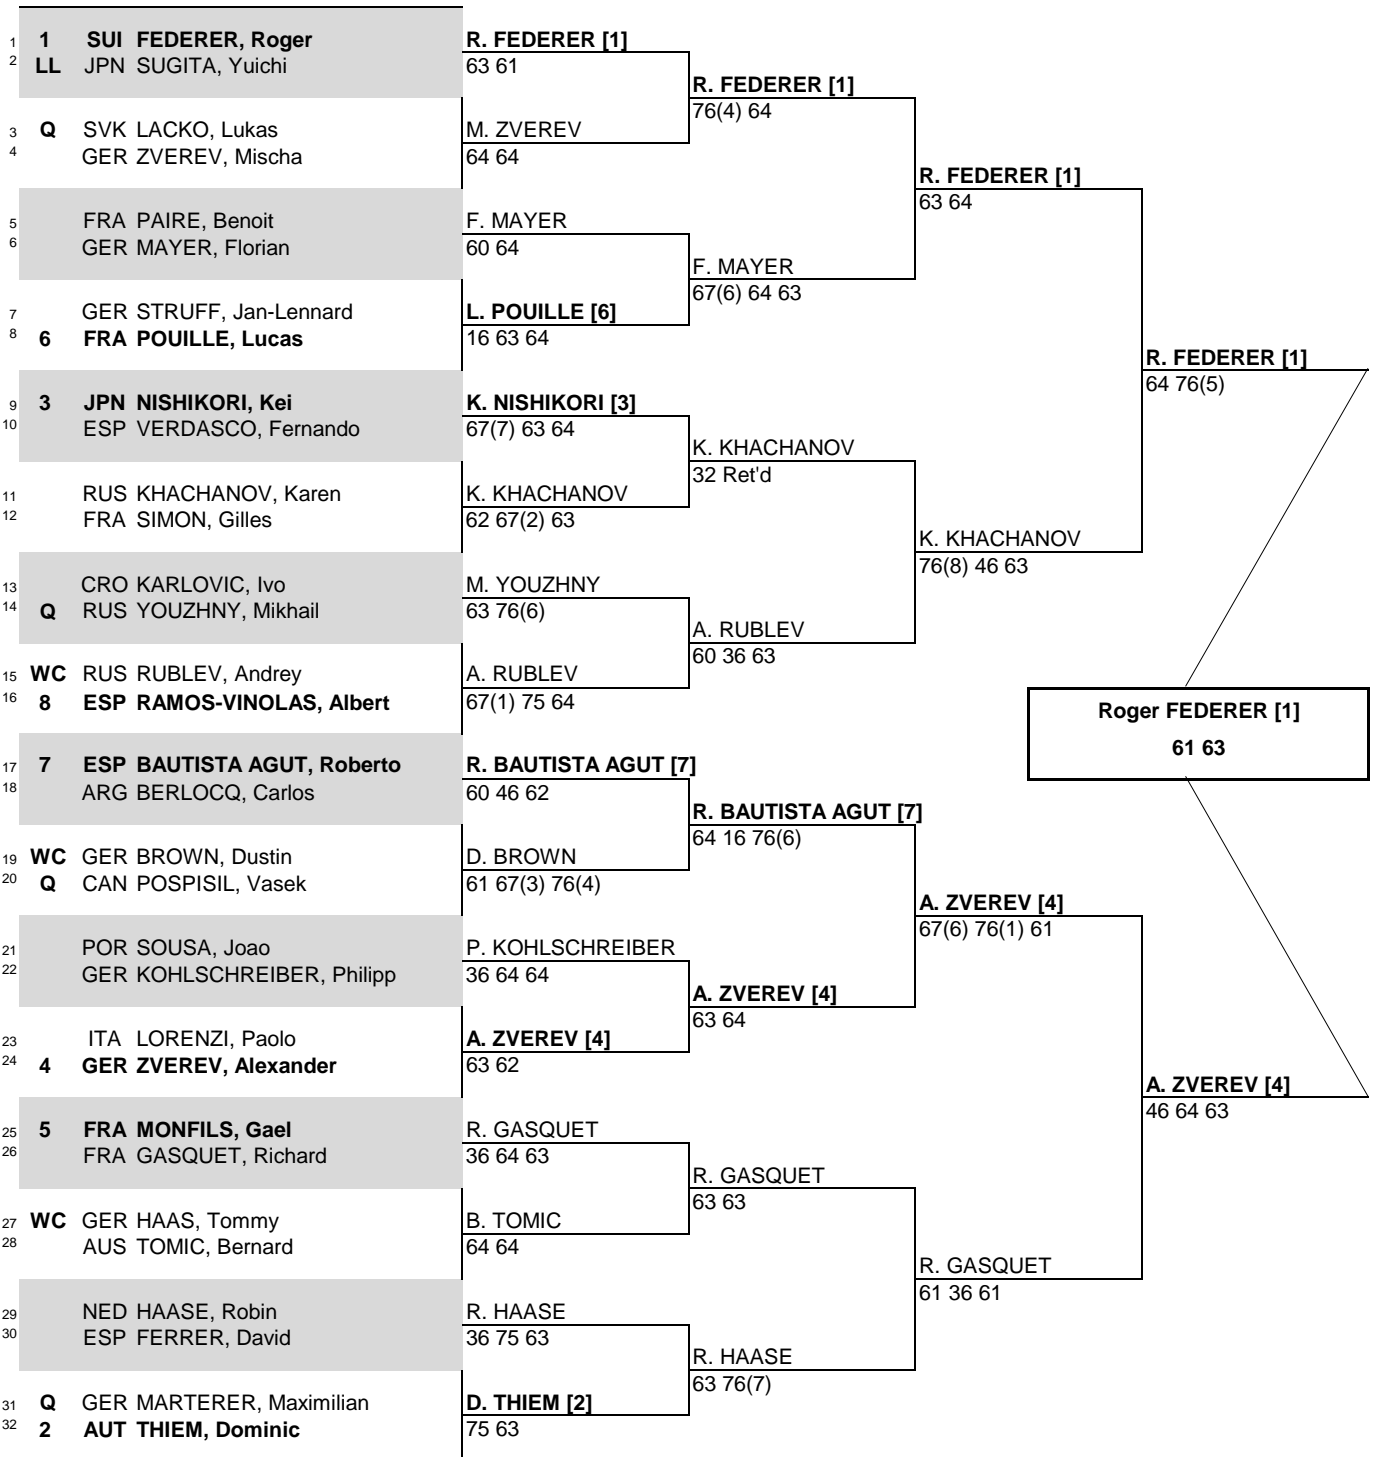 1 1 SUI FEDERER, Roger
2 LL JPN SUGITA, Yuichi
3 Q SVK LACKO, Lukas
4 GER ZVEREV, Mischa
5 FRA PAIRE, Benoit
6 GER MAYER, Florian
7 GER STRUFF, Jan-Lennard
8 6 FRA POUILLE, Lucas
9 3 JPN NISHIKORI, Kei
10 ESP VERDASCO, Fernando
11 RUS KHACHANOV, Karen
12 FRA SIMON, Gilles
13 CRO KARLOVIC, Ivo
14 Q RUS YOUZHNY, Mikhail
15 WC RUS RUBLEV, Andrey
16 8 ESP RAMOS-VINOLAS, Albert
17 7 ESP BAUTISTA AGUT, Roberto
18 ARG BERLOCQ, Carlos
19 WC GER BROWN, Dustin
20 Q CAN POSPISIL, Vasek
21 POR SOUSA, Joao
22 GER KOHLSCHREIBER, Philipp
23 ITA LORENZI, Paolo
24 4 GER ZVEREV, Alexander
25 5 FRA MONFILS, Gael
26 FRA GASQUET, Richard
27 WC GER HAAS, Tommy
28 AUS TOMIC, Bernard
29 NED HAASE, Robin
30 ESP FERRER, David
31 Q GER MARTERER, Maximilian
32 2 AUT THIEM, Dominic
R. FEDERER [1]
63 61
M. ZVEREV
64 64
F. MAYER
60 64
L. POUILLE [6]
16 63 64
K. NISHIKORI [3]
67(7) 63 64
K. KHACHANOV
62 67(2) 63
M. YOUZHNY
63 76(6)
A. RUBLEV
67(1) 75 64
R. BAUTISTA AGUT [7]
60 46 62
D. BROWN
61 67(3) 76(4)
P. KOHLSCHREIBER
36 64 64
A. ZVEREV [4]
63 62
R. GASQUET
36 64 63
B. TOMIC
64 64
R. HAASE
36 75 63
D. THIEM [2]
75 63
R. FEDERER [1]
76(4) 64
F. MAYER
67(6) 64 63
K. KHACHANOV
32 Ret'd
A. RUBLEV
60 36 63
R. BAUTISTA AGUT [7]
64 16 76(6)
A. ZVEREV [4]
63 64
R. GASQUET
63 63
R. HAASE
63 76(7)
R. FEDERER [1]
63 64
K. KHACHANOV
76(8) 46 63
A. ZVEREV [4]
67(6) 76(1) 61
R. GASQUET
61 36 61
R. FEDERER [1]
64 76(5)
A. ZVEREV [4]
46 64 63
Roger FEDERER [1]
61 63